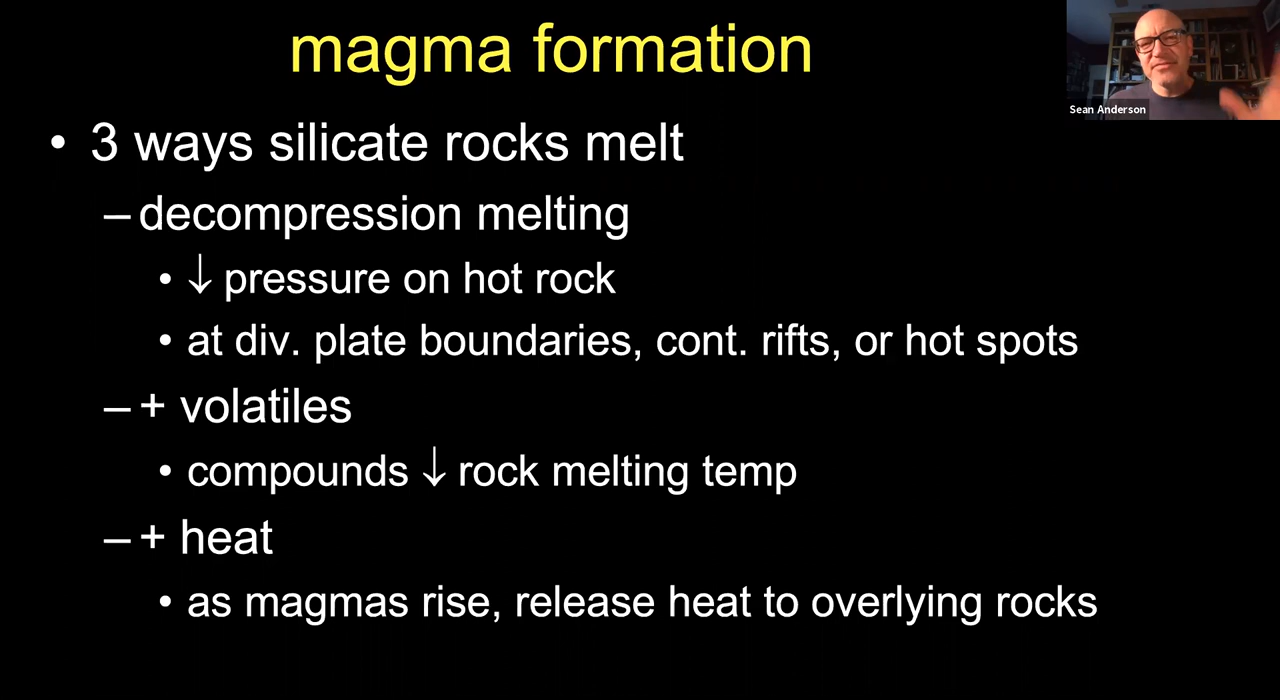 magma formation
Sean Anderson
• 3 ways silicate rocks melt
– decompression melting
• ↓ pressure on hot rock
• at div. plate boundaries, cont. rifts, or hot spots
– + volatiles
• compounds ↓ rock melting temp
– + heat
• as magmas rise, release heat to overlying rocks